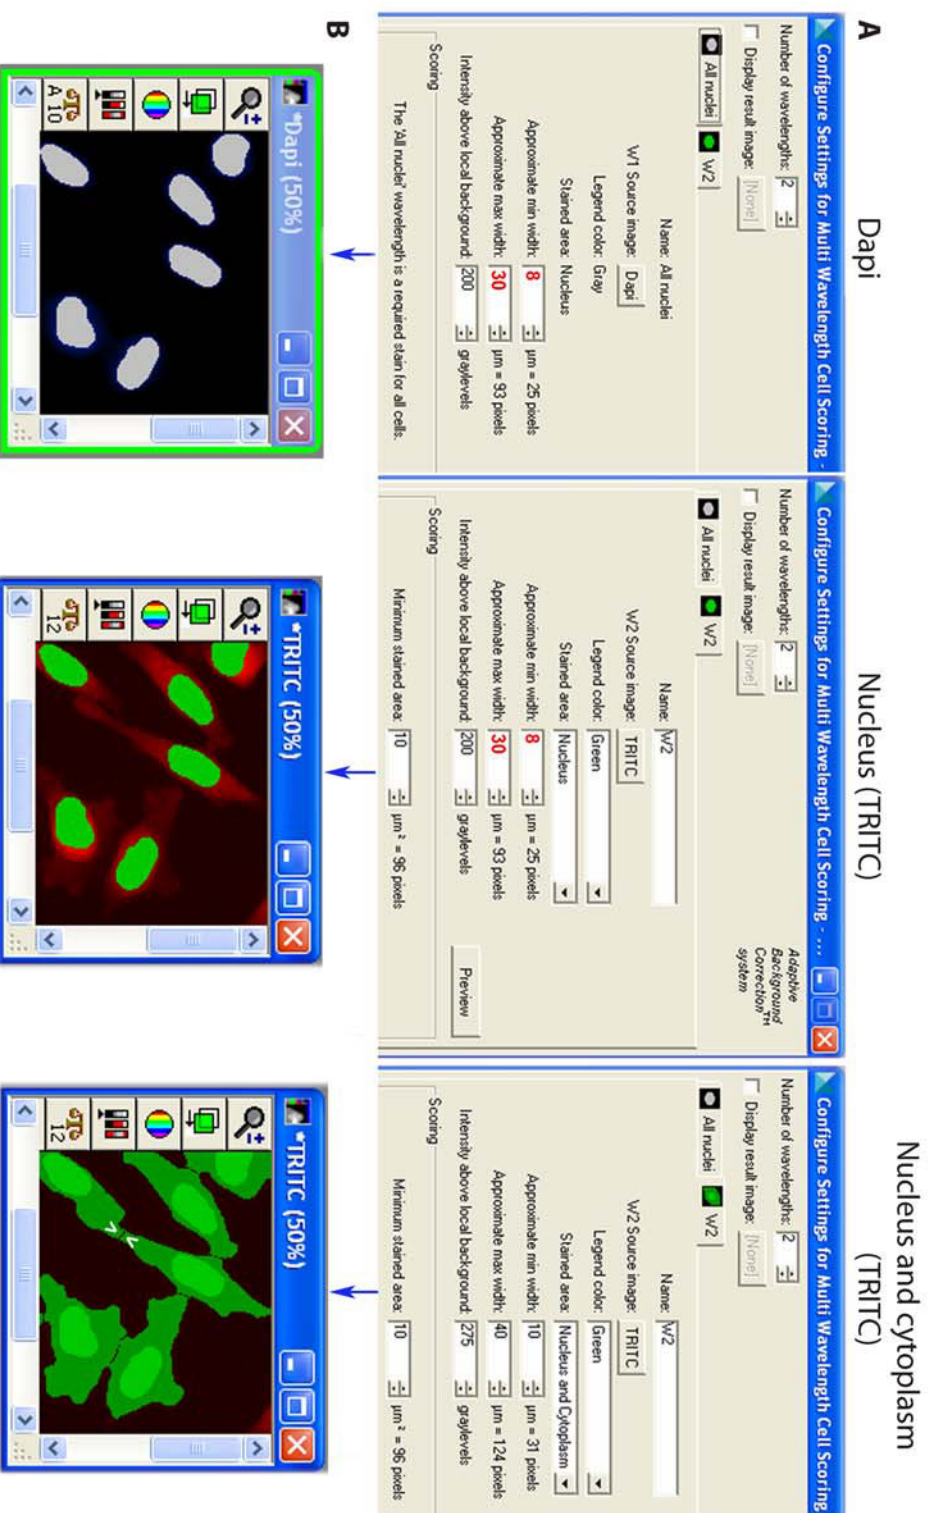 A
Dapi
Nucleus (TRITC)
Nucleus and cytoplasm
(TRITC)
Configure Settings for Multi Wavelength Cell Scoring -
Number of wavelengths: 2
Display result image: [None]
All nuclei W2
Name: All nuclei
W1 Source image: Dapi
Legend color: Gray
Stained area: Nucleus
Approximate min width: 8 µm = 25 pixels
Approximate max width: 30 µm = 93 pixels
Intensity above local background: 200 graylevels
Scoring
The 'All nuclei' wavelength is a required stain for all cells.
Configure Settings for Multi Wavelength Cell Scoring - ...
Number of wavelengths: 2
Display result image: [None]
Adaptive
Background
Correction™
system
All nuclei W2
Name: W2
W2 Source image: TRITC
Legend color: Green
Stained area: Nucleus
Approximate min width: 8 µm = 25 pixels
Approximate max width: 30 µm = 93 pixels
Intensity above local background: 200 graylevels
Preview
Scoring
Minimum stained area: 10 µm² = 96 pixels
Configure Settings for Multi Wavelength Cell Scoring
Number of wavelengths: 2
Display result image: [None]
All nuclei W2
Name: W2
W2 Source image: TRITC
Legend color: Green
Stained area: Nucleus and Cytoplasm
Approximate min width: 10 µm = 31 pixels
Approximate max width: 40 µm = 124 pixels
Intensity above local background: 275 graylevels
Scoring
Minimum stained area: 10 µm² = 96 pixels
B
*Dapi (50%)
A 10
*TRITC (50%)
12
*TRITC (50%)
12